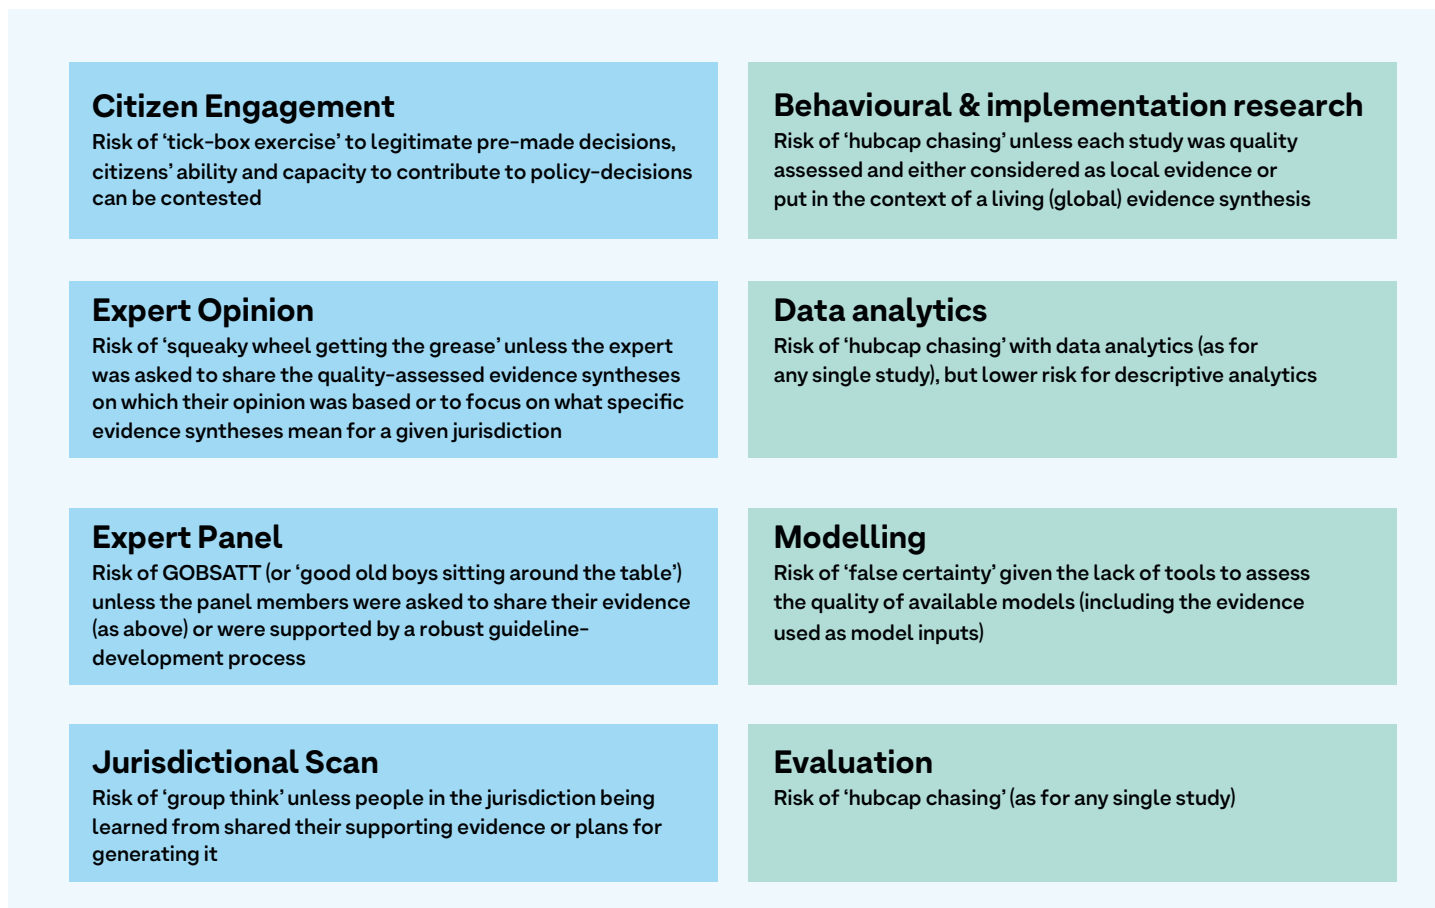 Citizen Engagement
Risk of ‘tick-box exercise’ to legitimate pre-made decisions,
citizens’ ability and capacity to contribute to policy-decisions
can be contested
Expert Opinion
Risk of ‘squeaky wheel getting the grease’ unless the expert
was asked to share the quality-assessed evidence syntheses
on which their opinion was based or to focus on what specific
evidence syntheses mean for a given jurisdiction
Expert Panel
Risk of GOBSATT (or ‘good old boys sitting around the table’)
unless the panel members were asked to share their evidence
(as above) or were supported by a robust guideline-
development process
Jurisdictional Scan
Risk of ‘group think’ unless people in the jurisdiction being
learned from shared their supporting evidence or plans for
generating it
Behavioural & implementation research
Risk of ‘hubcap chasing’ unless each study was quality
assessed and either considered as local evidence or
put in the context of a living (global) evidence synthesis
Data analytics
Risk of ‘hubcap chasing’ with data analytics (as for
any single study), but lower risk for descriptive analytics
Modelling
Risk of ‘false certainty’ given the lack of tools to assess
the quality of available models (including the evidence
used as model inputs)
Evaluation
Risk of ‘hubcap chasing’ (as for any single study)